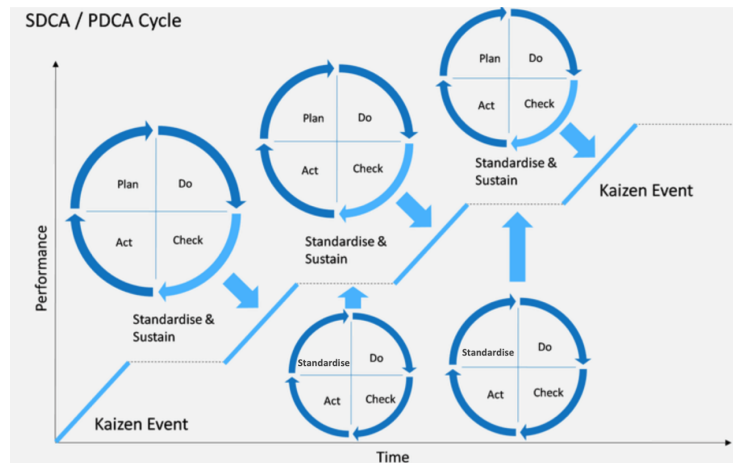 SDCA / PDCA Cycle
Plan
Do
Act
Check
Standardise &
Sustain
Plan
Do
Act
Check
Standardise &
Sustain
Plan
Do
Act
Check
Standardise &
Sustain
Kaizen Event
Kaizen Event
Standardise
Do
Act
Check
Standardise
Do
Act
Check
Performance
Time